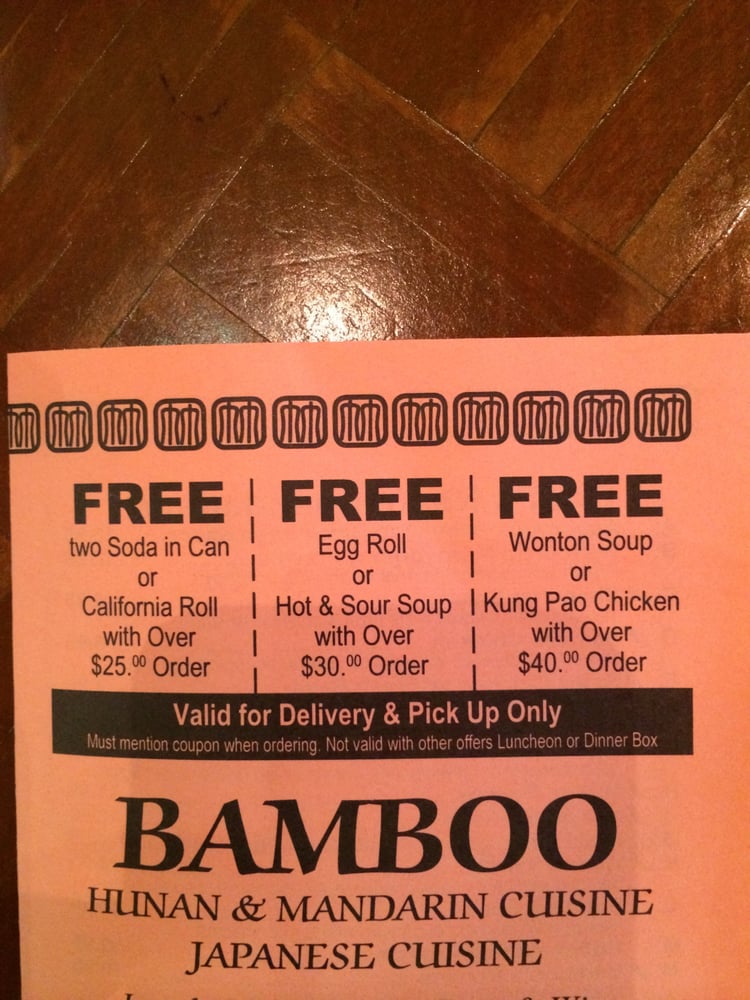 FREE
two Soda in Can
or
California Roll
with Over
$25.00 Order
FREE
Egg Roll
or
Hot & Sour Soup
with Over
$30.00 Order
FREE
Wonton Soup
or
Kung Pao Chicken
with Over
$40.00 Order
Valid for Delivery & Pick Up Only
Must mention coupon when ordering. Not valid with other offers Luncheon or Dinner Box
BAMBOO
HUNAN & MANDARIN CUISINE
JAPANESE CUISINE